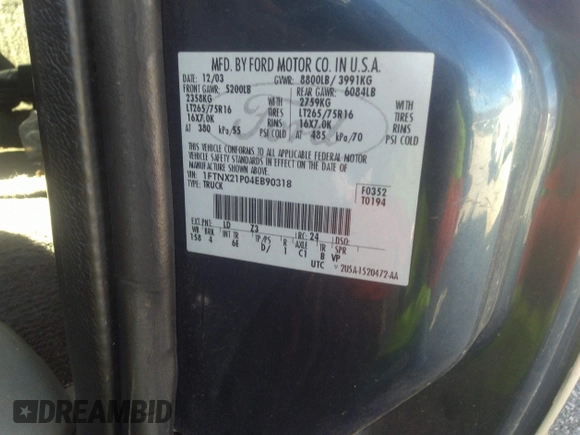 MFD. BY FORD MOTOR CO. IN U.S.A.
DATE: 12/03 GVWR: 8800LB/ 3991KG
FRONT GAWR: 5200LB REAR GAWR: 6084LB
2358KG WITH 2759KG WITH
LT265/75R16 TIRES LT265/75R16 TIRES
16X7.0K RIMS 16X7.0K RIMS
AT 380 kPa/55 PSI COLD AT 485 kPa/70 PSI COLD
THIS VEHICLE CONFORMS TO ALL APPLICABLE FEDERAL MOTOR
VEHICLE SAFETY STANDARDS IN EFFECT ON THE DATE OF
MANUFACTURE SHOWN ABOVE.
VIN: 1FTNX21P04EB90318
TYPE: TRUCK
F0352
T0194
EXT PNT: LD Z3 RC: 24 DSO:
WB BRK INT TR TP/PS R AXLE TR SPR
158 4 6E D/ 1 C1 B VP
UTC 2U5A-1520472-AA
Ford
DREAMBID